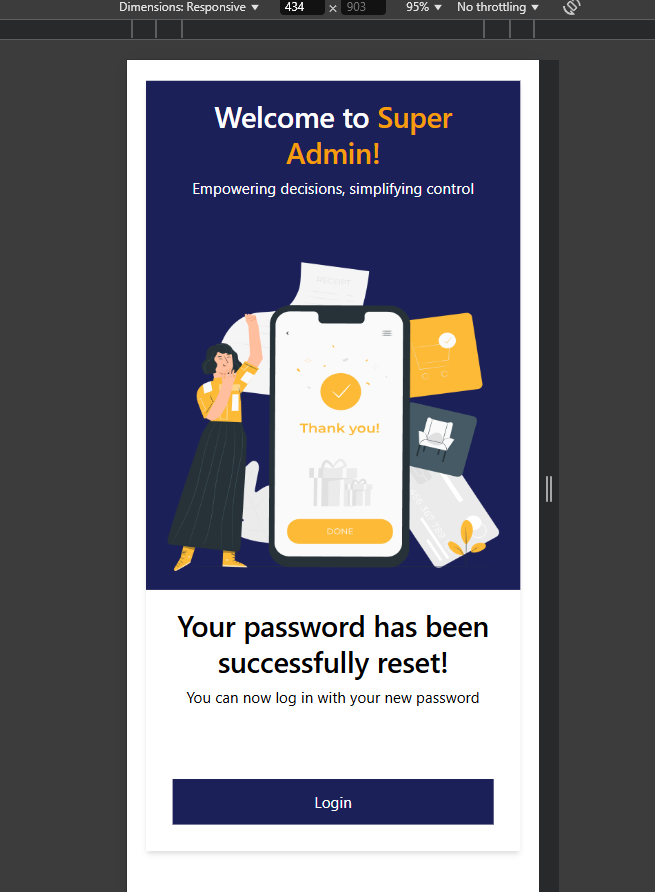 Dimensions: Responsive ▼ 434 × 903 95% ▼ No throttling ▼
Welcome to Super
Admin!
Empowering decisions, simplifying control
Thank you!
DONE
Your password has been
successfully reset!
You can now log in with your new password
Login